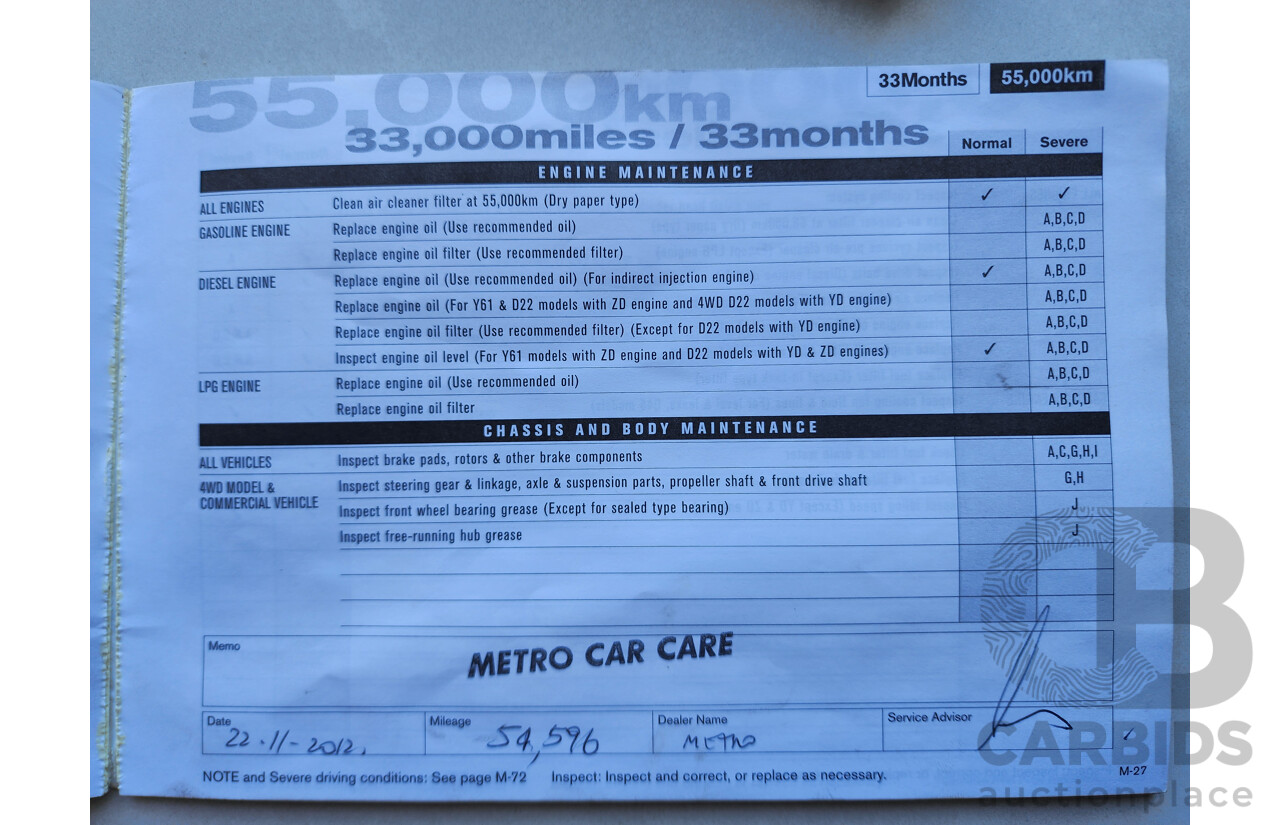 33Months 55,000km
55,000km
33,000miles / 33months
Normal Severe
ENGINE MAINTENANCE
ALL ENGINES Clean air cleaner filter at 55,000km (Dry paper type) ✓ ✓
GASOLINE ENGINE Replace engine oil (Use recommended oil) A,B,C,D
Replace engine oil filter (Use recommended filter) A,B,C,D
DIESEL ENGINE Replace engine oil (Use recommended oil) (For indirect injection engine) ✓ A,B,C,D
Replace engine oil (For Y61 & D22 models with ZD engine and 4WD D22 models with YD engine) A,B,C,D
Replace engine oil filter (Use recommended filter) (Except for D22 models with YD engine) A,B,C,D
Inspect engine oil level (For Y61 models with ZD engine and D22 models with YD & ZD engines) ✓ A,B,C,D
LPG ENGINE Replace engine oil (Use recommended oil) A,B,C,D
Replace engine oil filter A,B,C,D
CHASSIS AND BODY MAINTENANCE
ALL VEHICLES Inspect brake pads, rotors & other brake components A,C,G,H,I
4WD MODEL & Inspect steering gear & linkage, axle & suspension parts, propeller shaft & front drive shaft G,H
COMMERCIAL VEHICLE Inspect front wheel bearing grease (Except for sealed type bearing) J
Inspect free-running hub grease J
Memo
METRO CAR CARE
Date Mileage Dealer Name Service Advisor
22-11-2012. 54,596 METRO
NOTE and Severe driving conditions: See page M-72 Inspect: Inspect and correct, or replace as necessary.
M-27
CB
CARBIDS
auctionplace